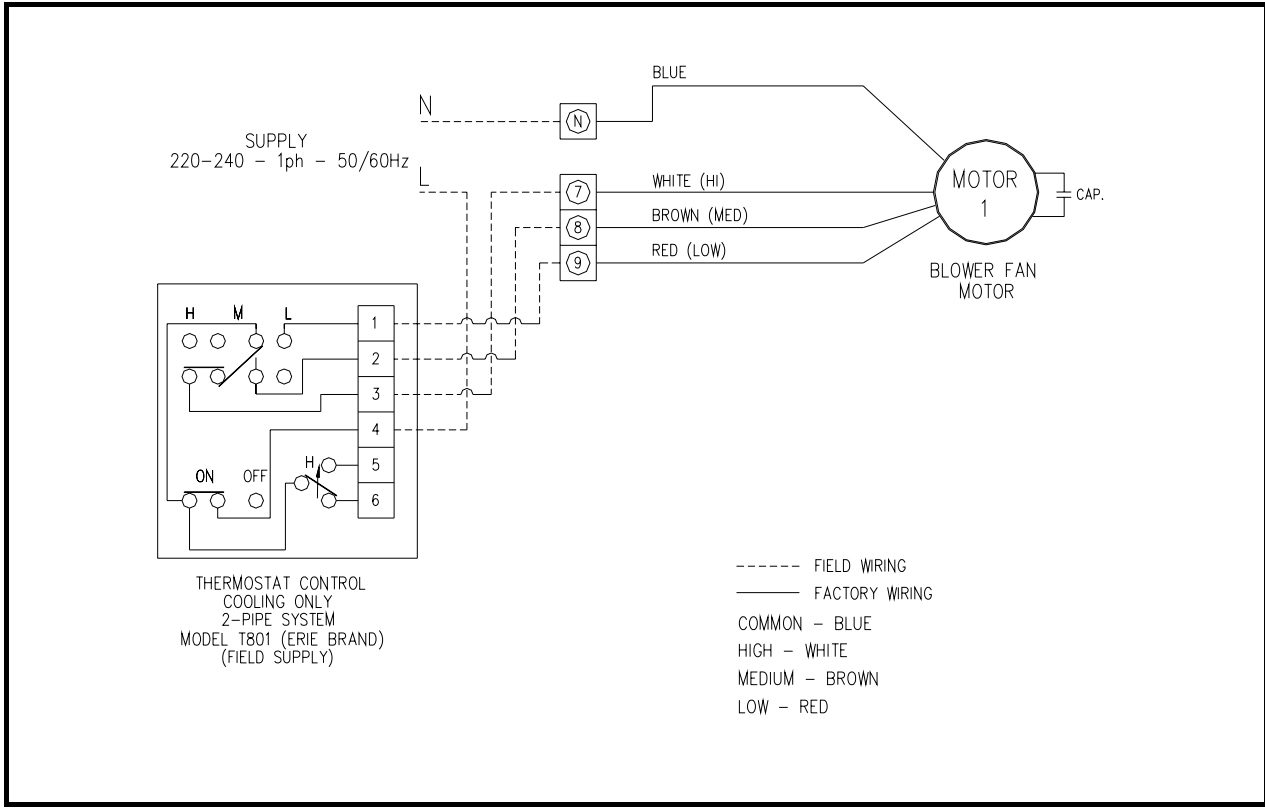 BLUE
N
N
SUPPLY
220-240 - 1ph - 50/60Hz
L
7
WHITE (HI)
8
BROWN (MED)
9
RED (LOW)
MOTOR
1
CAP.
BLOWER FAN
MOTOR
H M L
1
2
3
4
5
6
H
ON OFF
THERMOSTAT CONTROL
COOLING ONLY
2-PIPE SYSTEM
MODEL T801 (ERIE BRAND)
(FIELD SUPPLY)
FIELD WIRING
FACTORY WIRING
COMMON - BLUE
HIGH - WHITE
MEDIUM - BROWN
LOW - RED